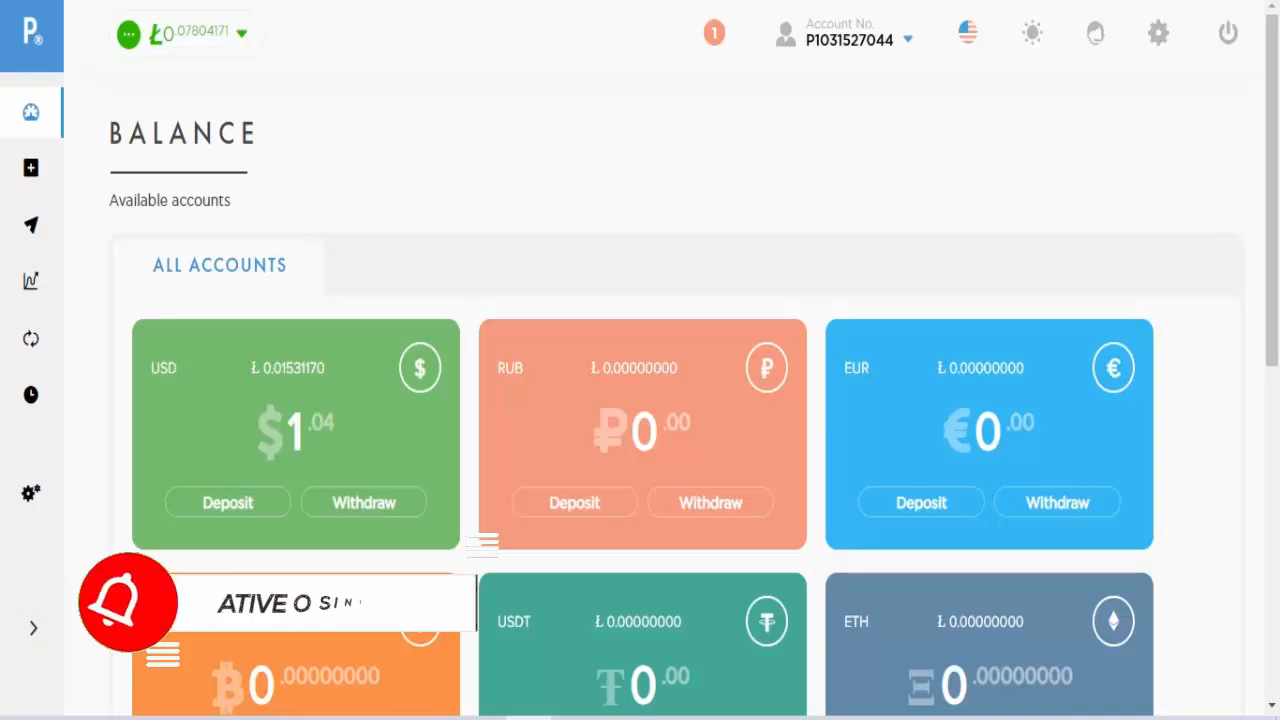 P®
Ł0.07804171
1
Account No.
P1031527044
BALANCE
Available accounts
ALL ACCOUNTS
USD Ł 0.01531170 $
$1.04
Deposit Withdraw
RUB Ł 0.00000000 ₽
₽0.00
Deposit Withdraw
EUR Ł 0.00000000 €
€0.00
Deposit Withdraw
ATIVE O SIN
₿0.00000000
USDT Ł 0.00000000 ₮
₮0.00
ETH Ł 0.00000000
Ξ0.00000000